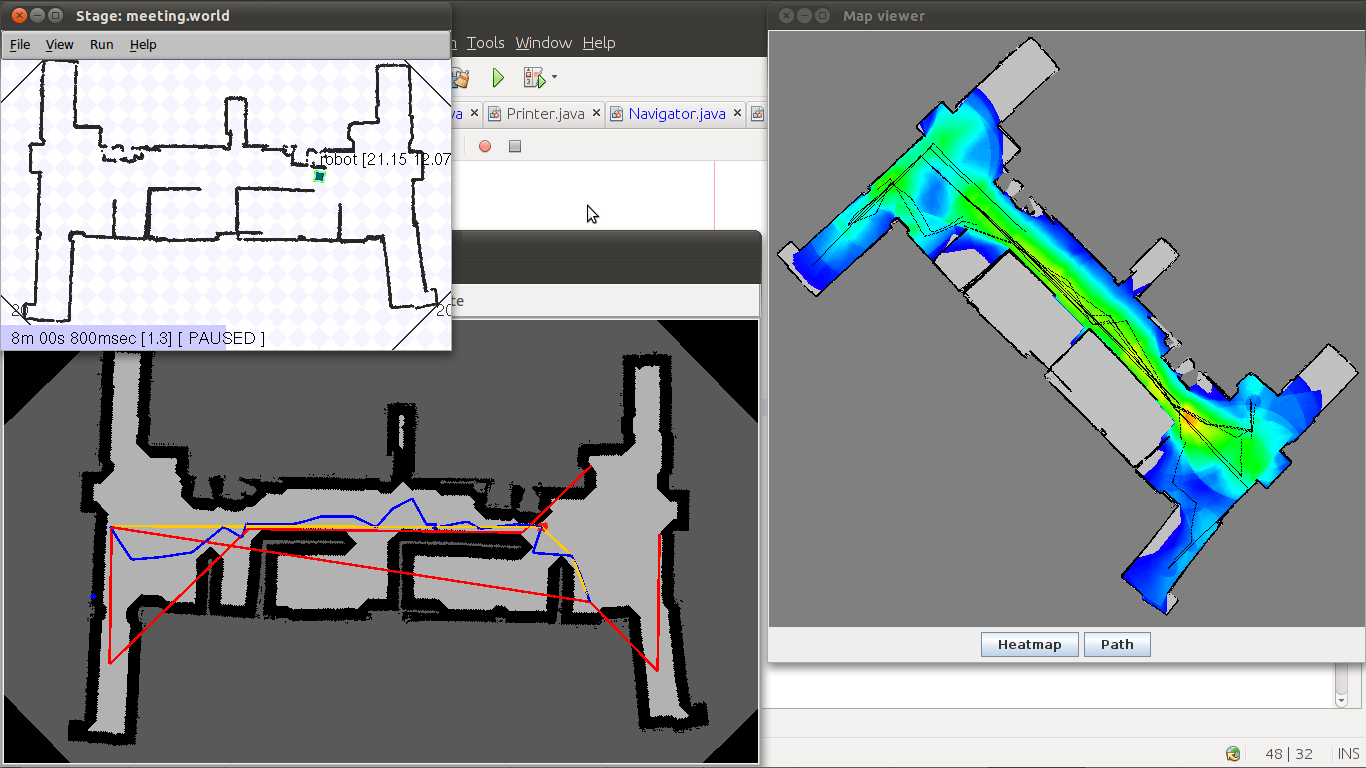 Stage: meeting.world
File View Run Help
robot [21.15 12.07
20
20
8m 00s 800msec [1.3] [ PAUSED ]
Tools Window Help
va Printer.java Navigator.java
te
Map viewer
Heatmap Path
48 | 32 INS